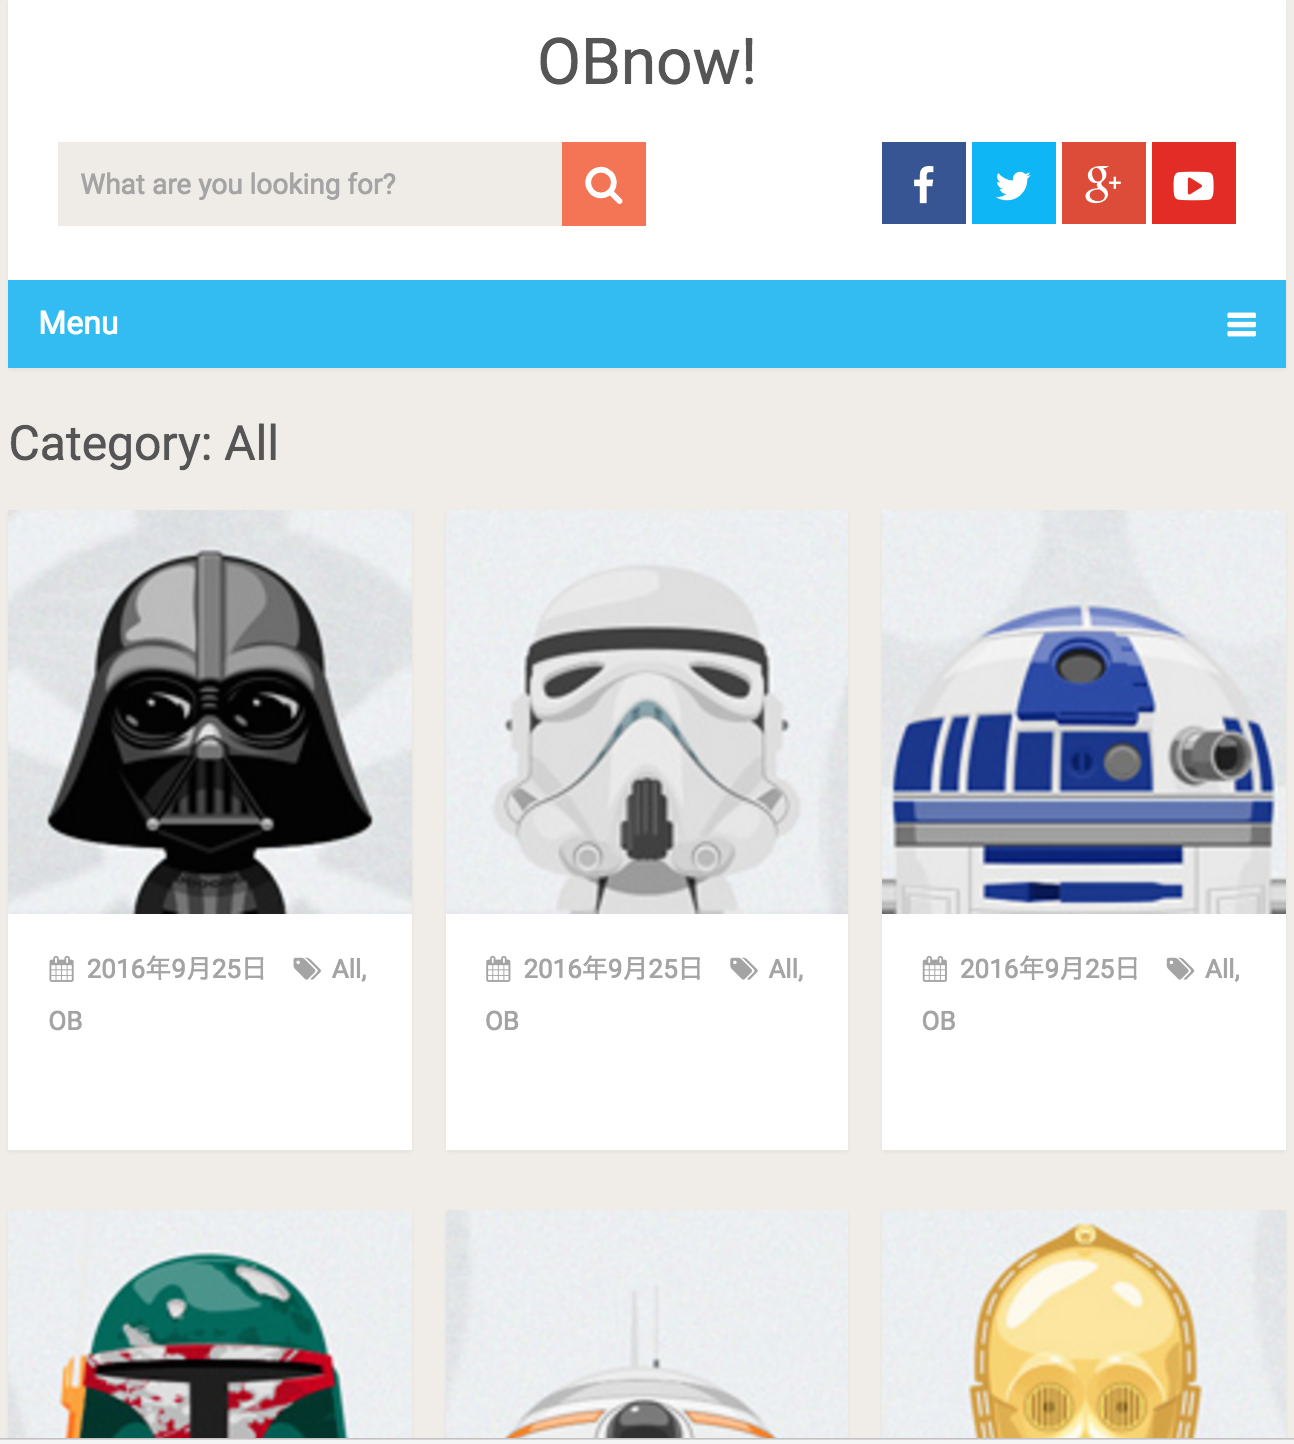 OBnow!
What are you looking for?
Menu
Category: All
2016年9月25日 All,
OB
2016年9月25日 All,
OB
2016年9月25日 All,
OB